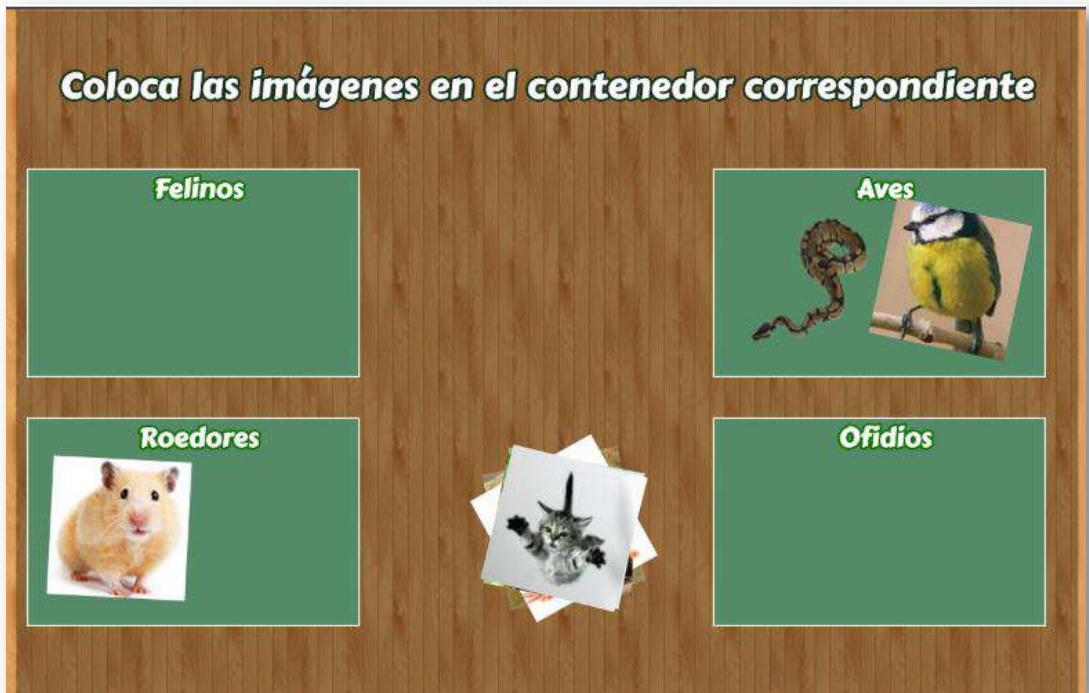 Coloca las imágenes en el contenedor correspondiente
Felinos
Aves
Roedores
Ofidios